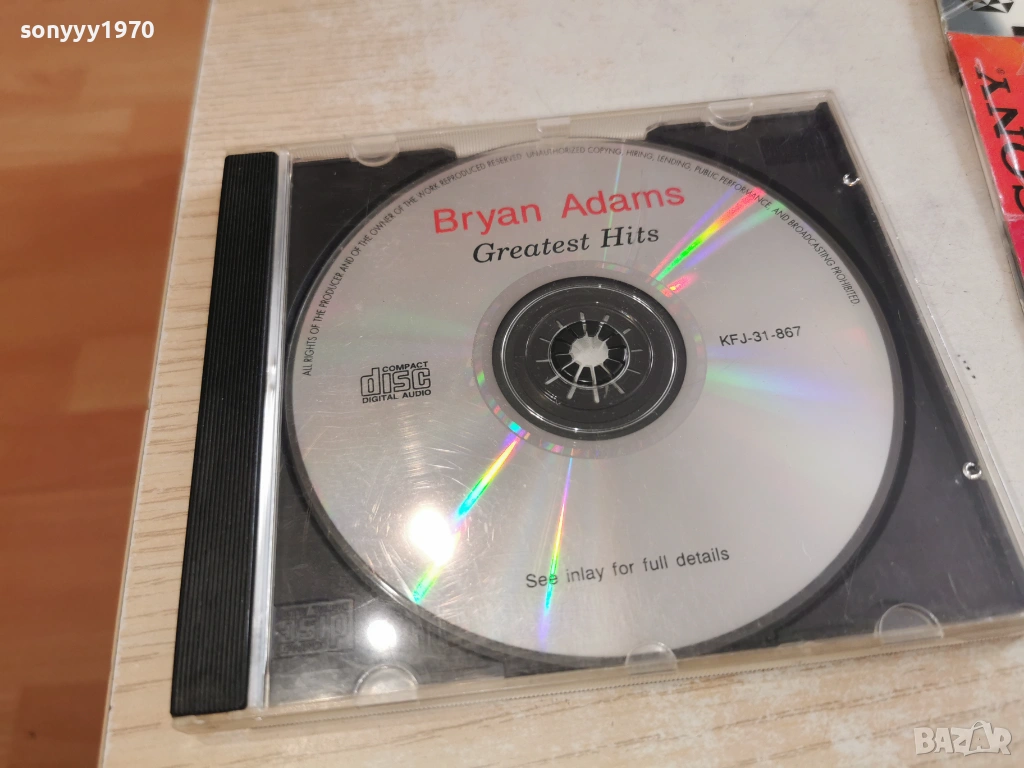 sonyyy1970
SONY
ALL RIGHTS OF THE PRODUCER AND OF THE OWNER OF THE WORK REPRODUCED RESERVED. UNAUTHORIZED COPYING, HIRING, LENDING, PUBLIC PERFORMANCE AND BROADCASTING PROHIBITED
Bryan Adams
Greatest Hits
KFJ-31-867
COMPACT
disc
DIGITAL AUDIO
See inlay for full details
BAZAR